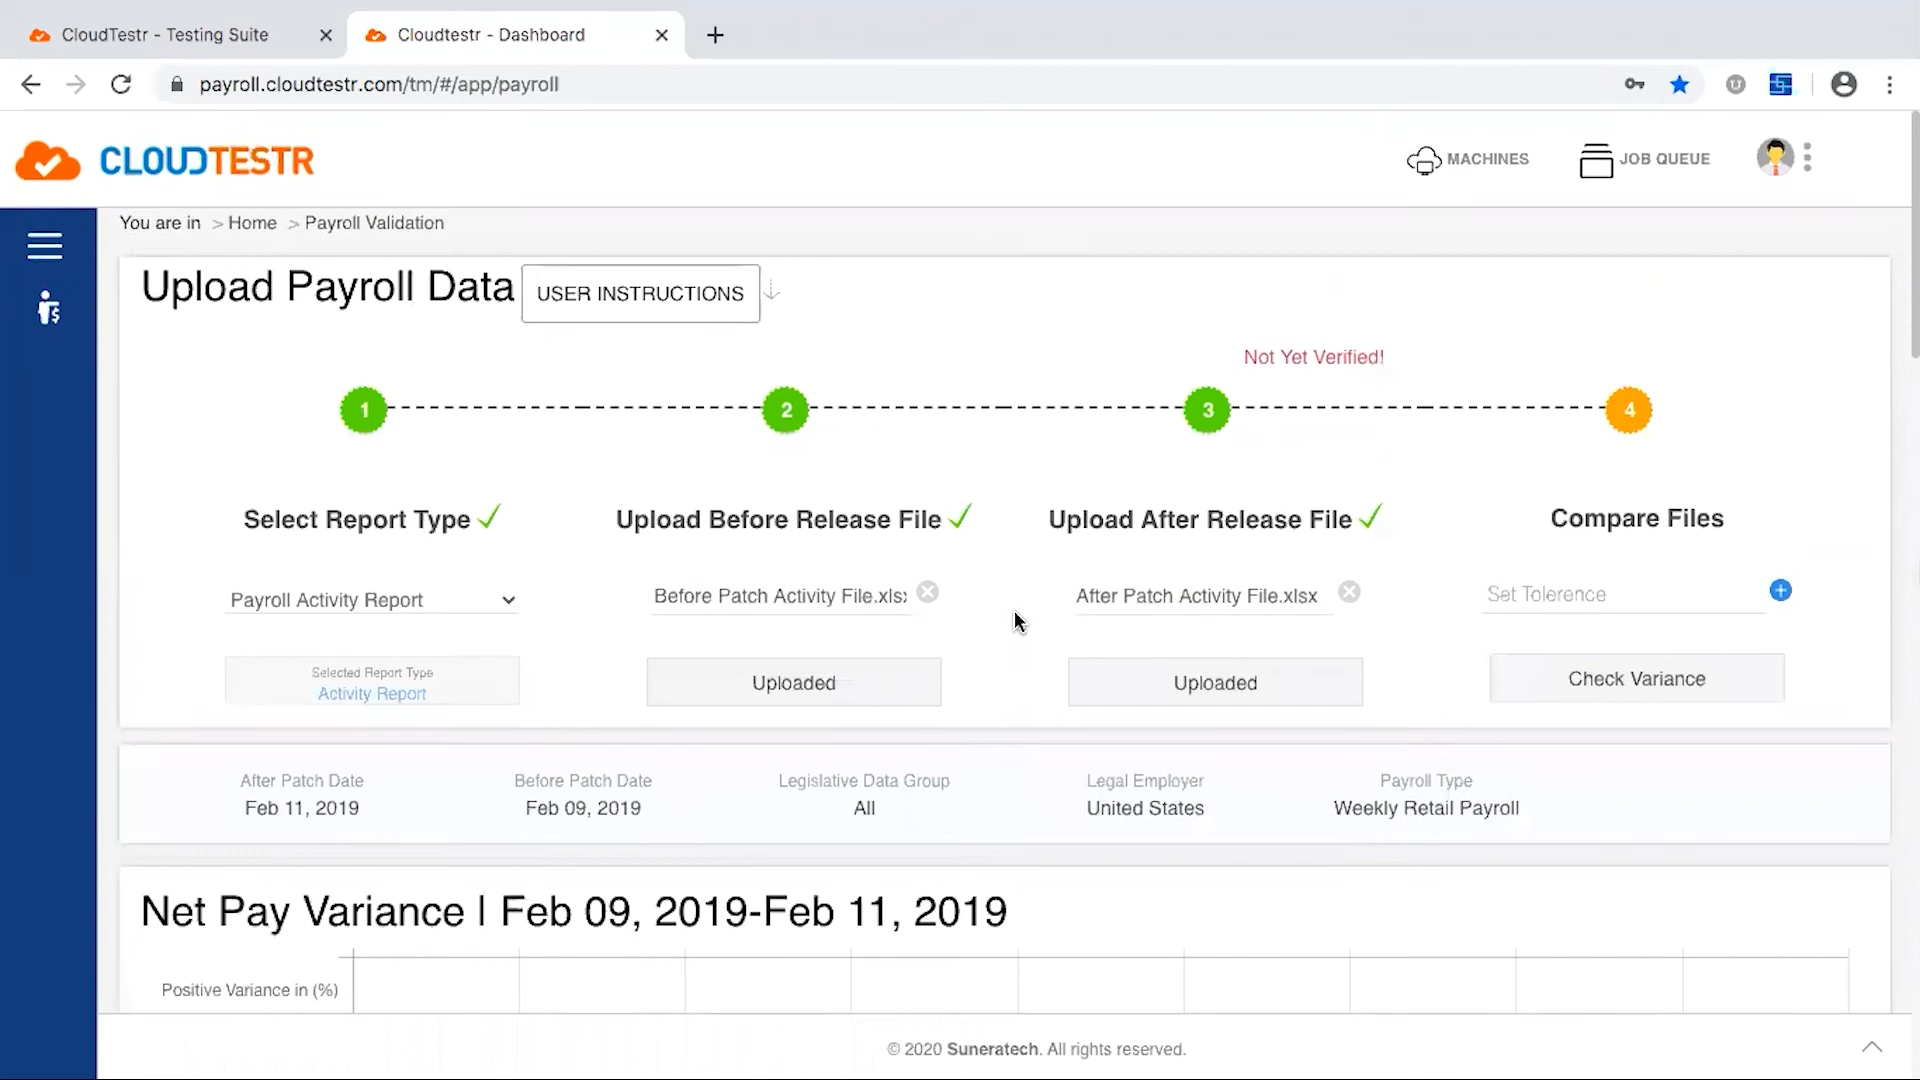 CloudTestr - Testing Suite
Cloudtestr - Dashboard
payroll.cloudtestr.com/tm/#/app/payroll
CLOUDTESTR
MACHINES
JOB QUEUE
You are in > Home > Payroll Validation
Upload Payroll Data
USER INSTRUCTIONS
Not Yet Verified!
1
2
3
4
Select Report Type
Upload Before Release File
Upload After Release File
Compare Files
Payroll Activity Report
Before Patch Activity File.xls
After Patch Activity File.xlsx
Set Tolerence
Selected Report Type
Activity Report
Uploaded
Uploaded
Check Variance
After Patch Date
Before Patch Date
Legislative Data Group
Legal Employer
Payroll Type
Feb 11, 2019
Feb 09, 2019
All
United States
Weekly Retail Payroll
Net Pay Variance | Feb 09, 2019-Feb 11, 2019
Positive Variance in (%)
© 2020 Suneratech. All rights reserved.